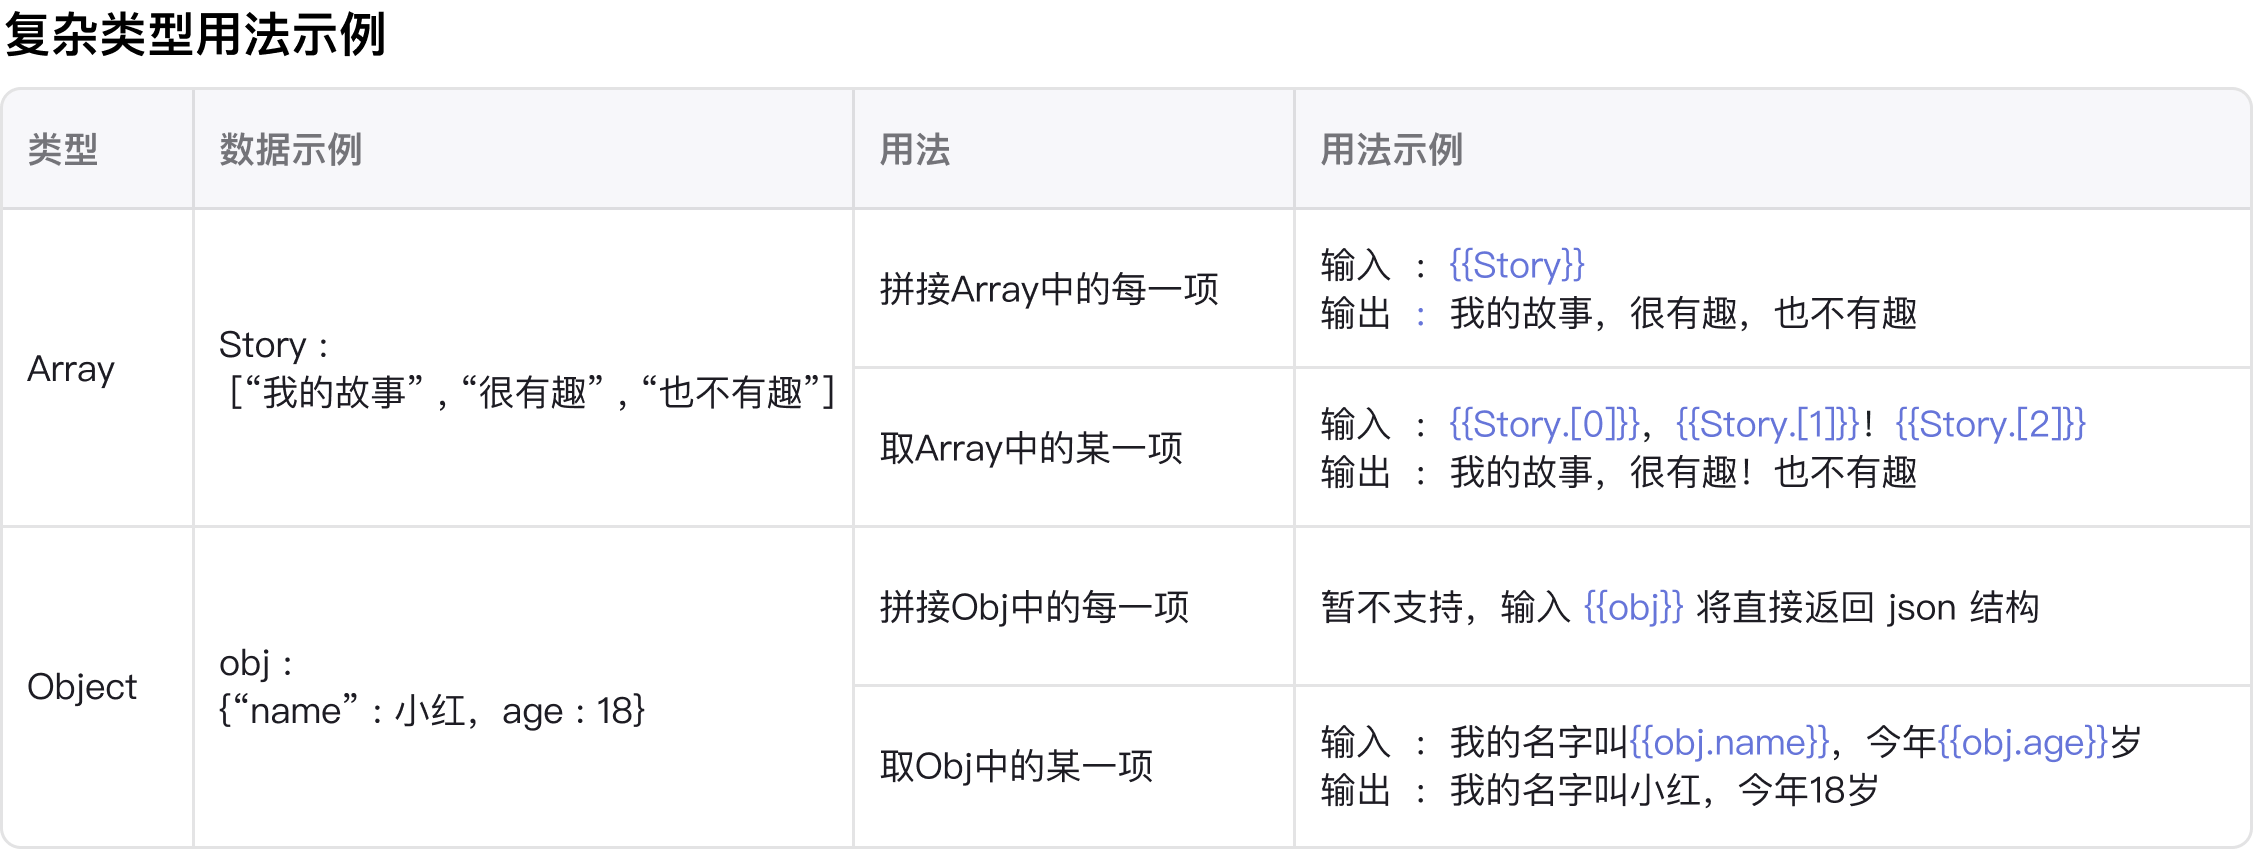 复杂类型用法示例
类型
数据示例
用法
用法示例
Array
Story :
[“我的故事” , “很有趣” , “也不有趣”]
拼接Array中的每一项
输入 : {{Story}}
输出 : 我的故事，很有趣，也不有趣
取Array中的某一项
输入 : {{Story.[0]}}，{{Story.[1]}}！{{Story.[2]}}
输出 : 我的故事，很有趣！也不有趣
Object
obj :
{“name” : 小红，age : 18}
拼接Obj中的每一项
暂不支持，输入 {{obj}} 将直接返回 json 结构
取Obj中的某一项
输入 : 我的名字叫{{obj.name}}，今年{{obj.age}}岁
输出 : 我的名字叫小红，今年18岁